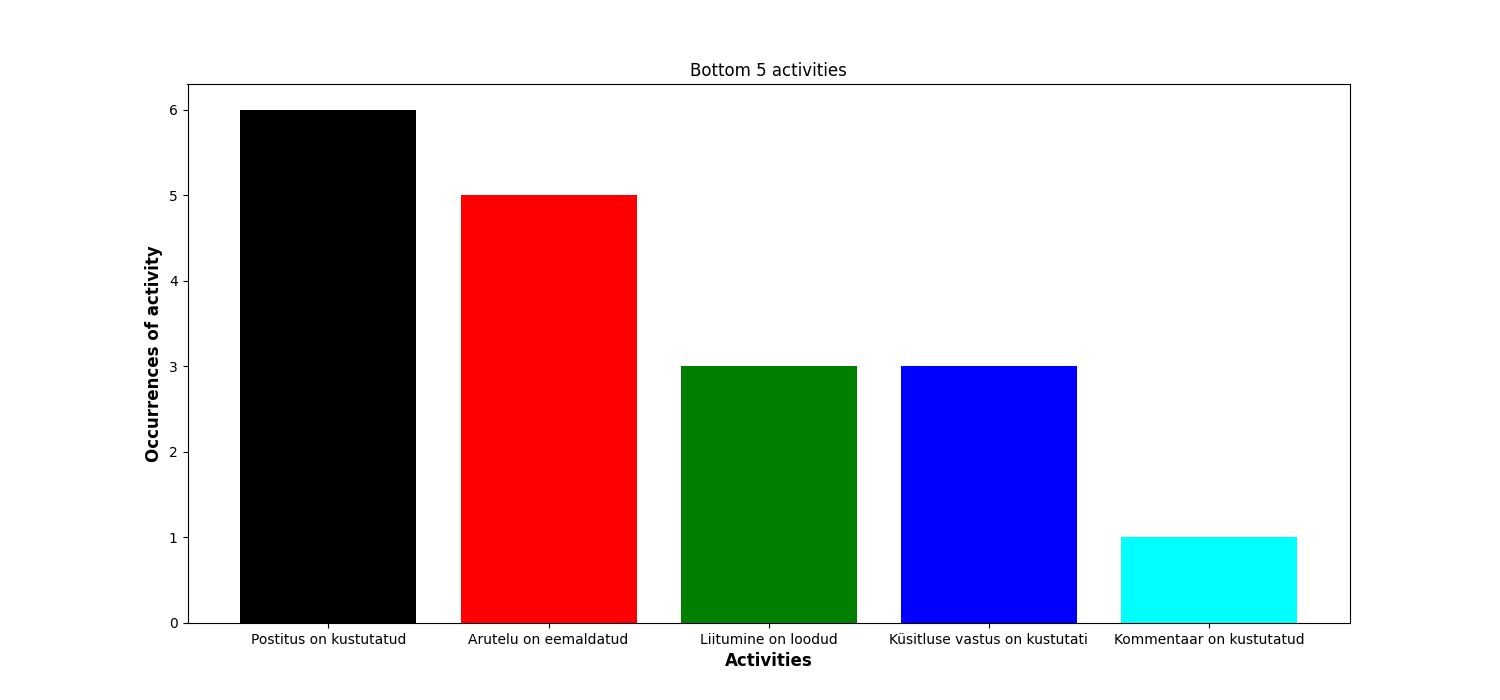 Bottom 5 activities
Occurrences of activity
6
5
4
3
2
1
0
Postitus on kustutatud
Arutelu on eemaldatud
Liitumine on loodud
Küsitluse vastus on kustutati
Kommentaar on kustutatud
Activities